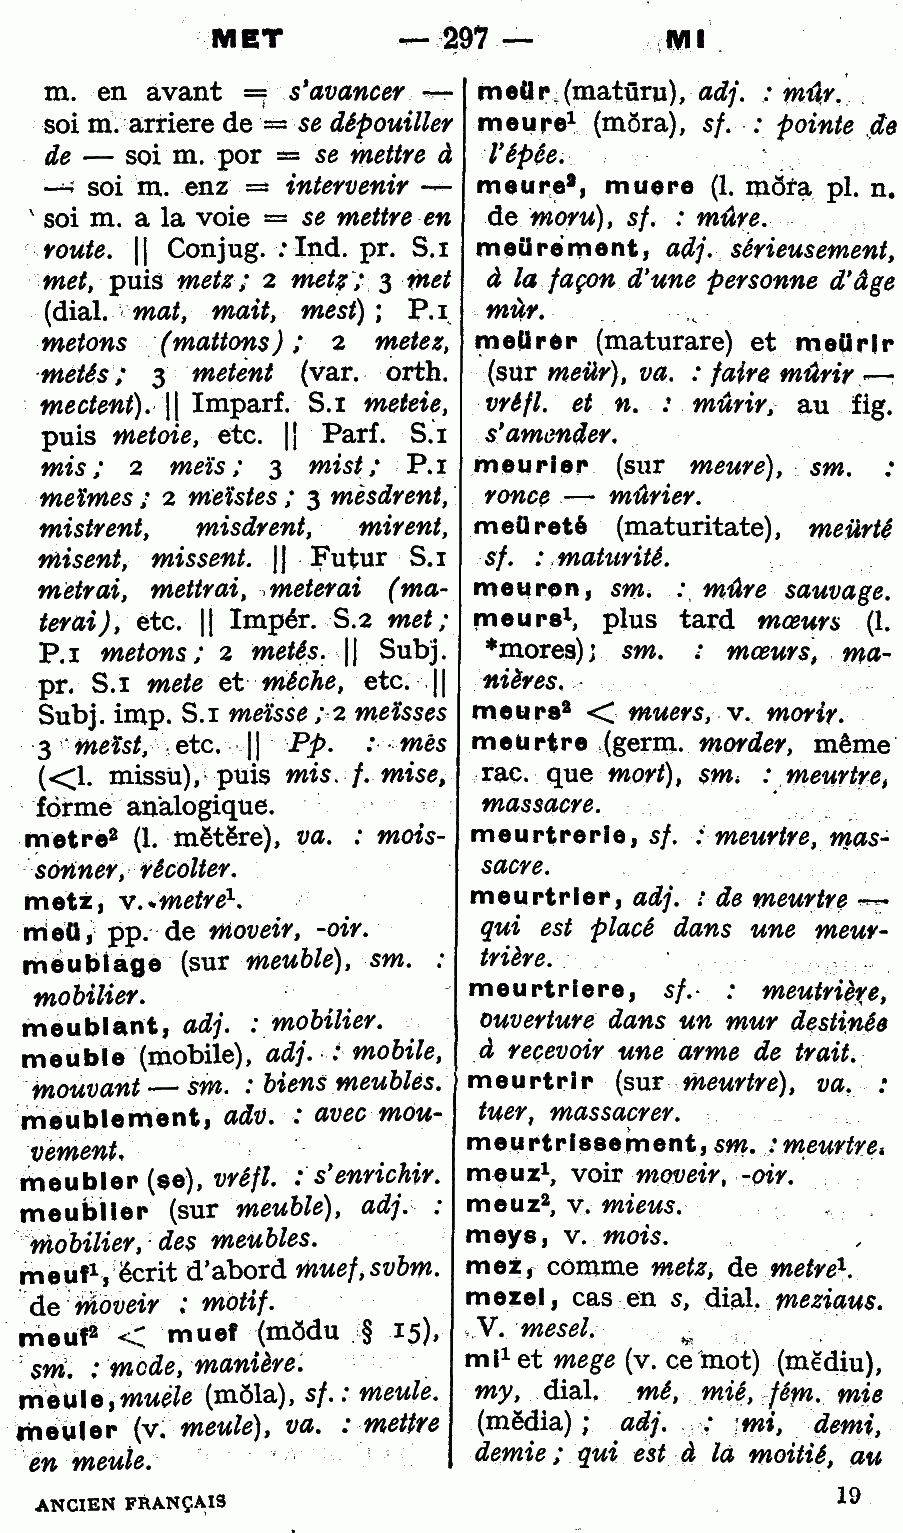 MET — 297 — MI
m. en avant = s'avancer —
soi m. arriere de = se dépouiller
de — soi m. por = se mettre à
— soi m. enz = intervenir —
soi m. a la voie = se mettre en
route. || Conjug. : Ind. pr. S.1
met, puis metz ; 2 metz ; 3 met
(dial. mat, mait, mest) ; P.1
metons (mattons) ; 2 metez,
metés ; 3 metent (var. orth.
mectent). || Imparf. S.1 meteie,
puis metoie, etc. || Parf. S.1
mis ; 2 meïs ; 3 mist ; P.1
meïmes ; 2 meïstes ; 3 mesdrent,
mistrent, misdrent, mirent,
misent, missent. || Futur S.1
metrai, mettrai, meterai (ma-
terai), etc. || Impér. S.2 met ;
P.1 metons ; 2 metés. || Subj.
pr. S.1 mete et méche, etc. ||
Subj. imp. S.1 meïsse ; 2 meïsses
3 meïst, etc. || Pp. : més
(<l. missu), puis mis. f. mise,
forme analogique.
metre² (l. mĕtĕre), va. : mois-
sonner, récolter.
metz, v. metre¹.
meü, pp. de moveir, -oir.
meublage (sur meuble), sm. :
mobilier.
meublant, adj. : mobilier.
meuble (mobile), adj. : mobile,
mouvant — sm. : biens meubles.
meublement, adv. : avec mou-
vement.
meubler (se), vréfl. : s'enrichir.
meublier (sur meuble), adj. :
mobilier, des meubles.
meuf¹, écrit d'abord muef, svbm.
de moveir : motif.
meuf² < muef (mŏdu § 15),
sm. : mode, manière.
meule, muele (mŏla), sf. : meule.
meuler (v. meule), va. : mettre
en meule.
ANCIEN FRANÇAIS
meür (matūru), adj. : mûr.
meure¹ (mŏra), sf. : pointe de
l'épée.
meure², muere (l. mŏra pl. n.
de moru), sf. : mûre.
meürement, adj. sérieusement,
à la façon d'une personne d'âge
mùr.
meürer (maturare) et meürir
(sur meür), va. : faire mûrir —
vréfl. et n. : mûrir, au fig.
s'amender.
meurier (sur meure), sm. :
ronce — mûrier.
meüreté (maturitate), meürté
sf. : maturité.
meuron, sm. : mûre sauvage.
meurs¹, plus tard mœurs (l.
*mores) ; sm. : mœurs, ma-
nières.
meurs² < muers, v. morir.
meurtre (germ. morder, même
rac. que mort), sm. : meurtre,
massacre.
meurtrerie, sf. : meurtre, mas-
sacre.
meurtrier, adj. : de meurtre —
qui est placé dans une meur-
trière.
meurtriere, sf. : meutrière,
ouverture dans un mur destinée
à recevoir une arme de trait.
meurtrir (sur meurtre), va. :
tuer, massacrer.
meurtrissement, sm. : meurtre.
meuz¹, voir moveir, -oir.
meuz², v. mieus.
meys, v. mois.
mez, comme metz, de metre¹.
mezel, cas en s, dial. meziaus.
V. mesel.
mi¹ et mege (v. ce mot) (mĕdiu),
my, dial. mé, mié, fém. mie
(mĕdia) ; adj. : mi, demi,
demie ; qui est à la moitié, au
19